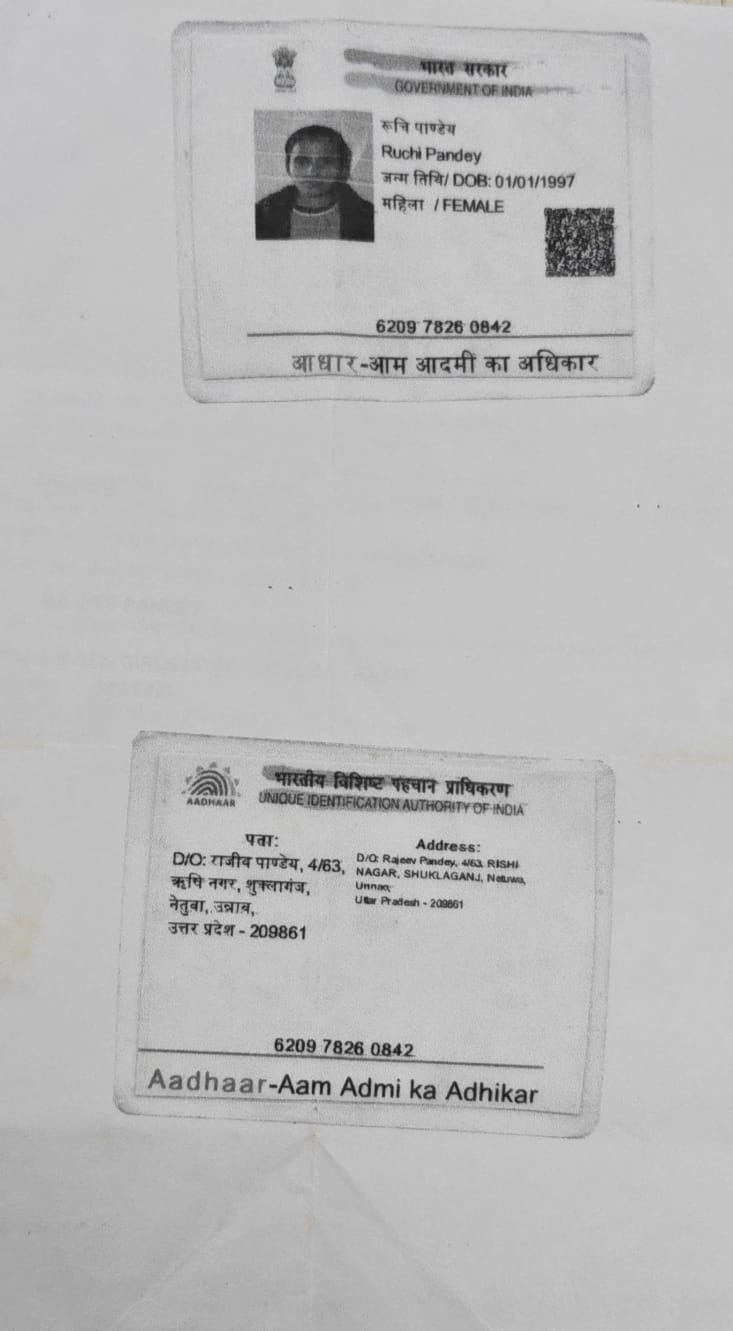 भारत सरकार
GOVERNMENT OF INDIA
रूचि पाण्डेय
Ruchi Pandey
जन्म तिथि/ DOB: 01/01/1997
महिला / FEMALE
6209 7826 0842
आधार-आम आदमी का अधिकार
भारतीय विशिष्ट पहचान प्राधिकरण
AADHAAR
UNIQUE IDENTIFICATION AUTHORITY OF INDIA
पता:
D/O: राजीव पाण्डेय, 4/63,
ऋषि नगर, शुक्लागंज,
नेतुवा, उन्नाव,
उत्तर प्रदेश - 209861
Address:
D/O: Rajeev Pandey, 4/63, RISHI
NAGAR, SHUKLAGANJ, Netuwa,
Unnao,
Uttar Pradesh - 209861
6209 7826 0842
Aadhaar-Aam Admi ka Adhikar